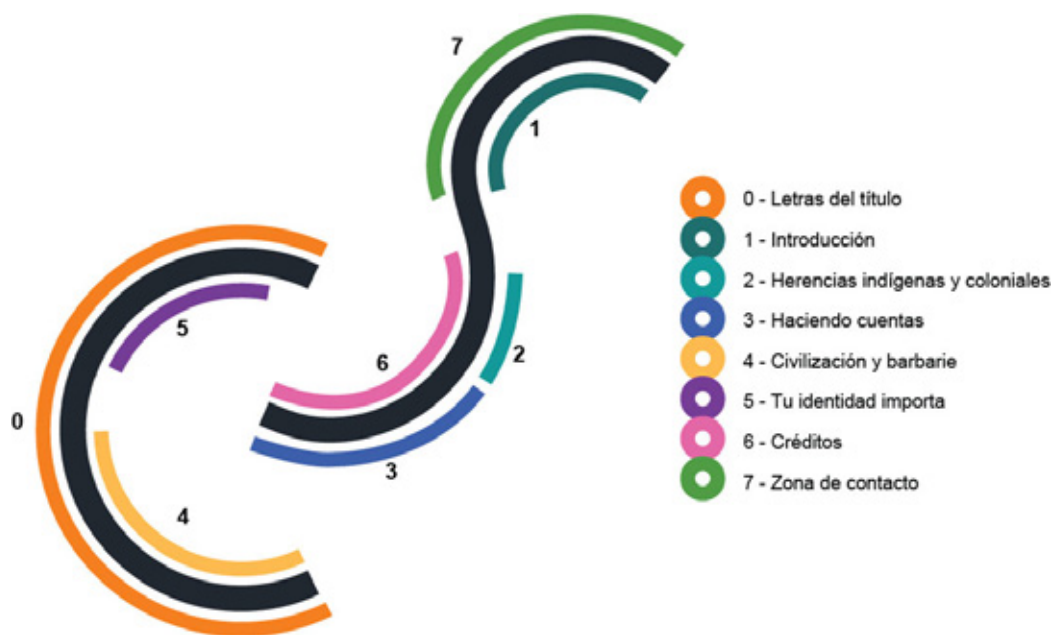 7
1
0
5
6
2
3
4
0 - Letras del título
1 - Introducción
2 - Herencias indígenas y coloniales
3 - Haciendo cuentas
4 - Civilización y barbarie
5 - Tu identidad importa
6 - Créditos
7 - Zona de contacto